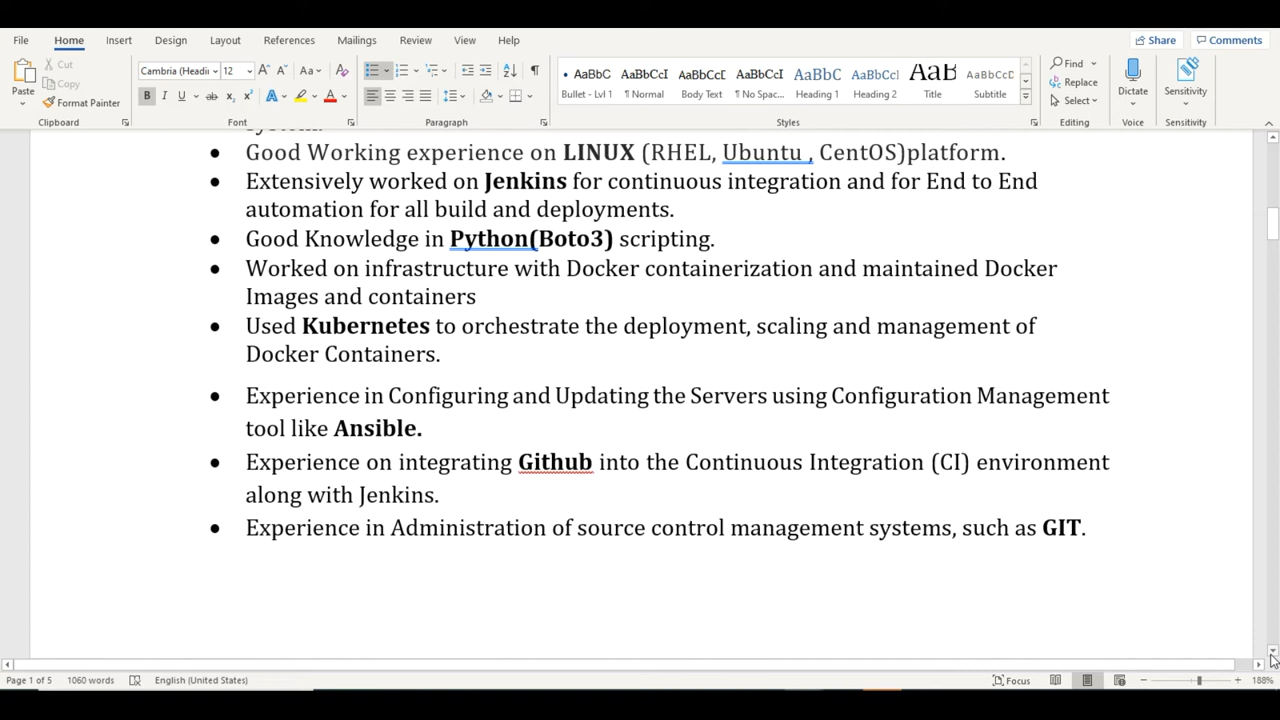 File Home Insert Design Layout References Mailings Review View Help Share Comments
Cut
Copy
Paste
Format Painter
Cambria (Headi 12
Find
Replace
Select
Dictate
Sensitivity
AaBbC AaBbCcI AaBbCcDd AaBbCcI AaBbC AaBbCcI AaB AaBbCcD
Bullet - Lvl 1 ¶ Normal Body Text ¶ No Spac... Heading 1 Heading 2 Title Subtitle
Clipboard Font Paragraph Styles Editing Voice Sensitivity
system.
• Good Working experience on LINUX (RHEL, Ubuntu , CentOS)platform.
• Extensively worked on Jenkins for continuous integration and for End to End
automation for all build and deployments.
• Good Knowledge in Python(Boto3) scripting.
• Worked on infrastructure with Docker containerization and maintained Docker
Images and containers
• Used Kubernetes to orchestrate the deployment, scaling and management of
Docker Containers.
• Experience in Configuring and Updating the Servers using Configuration Management
tool like Ansible.
• Experience on integrating Github into the Continuous Integration (CI) environment
along with Jenkins.
• Experience in Administration of source control management systems, such as GIT.
Page 1 of 5 1060 words English (United States) Focus 188%